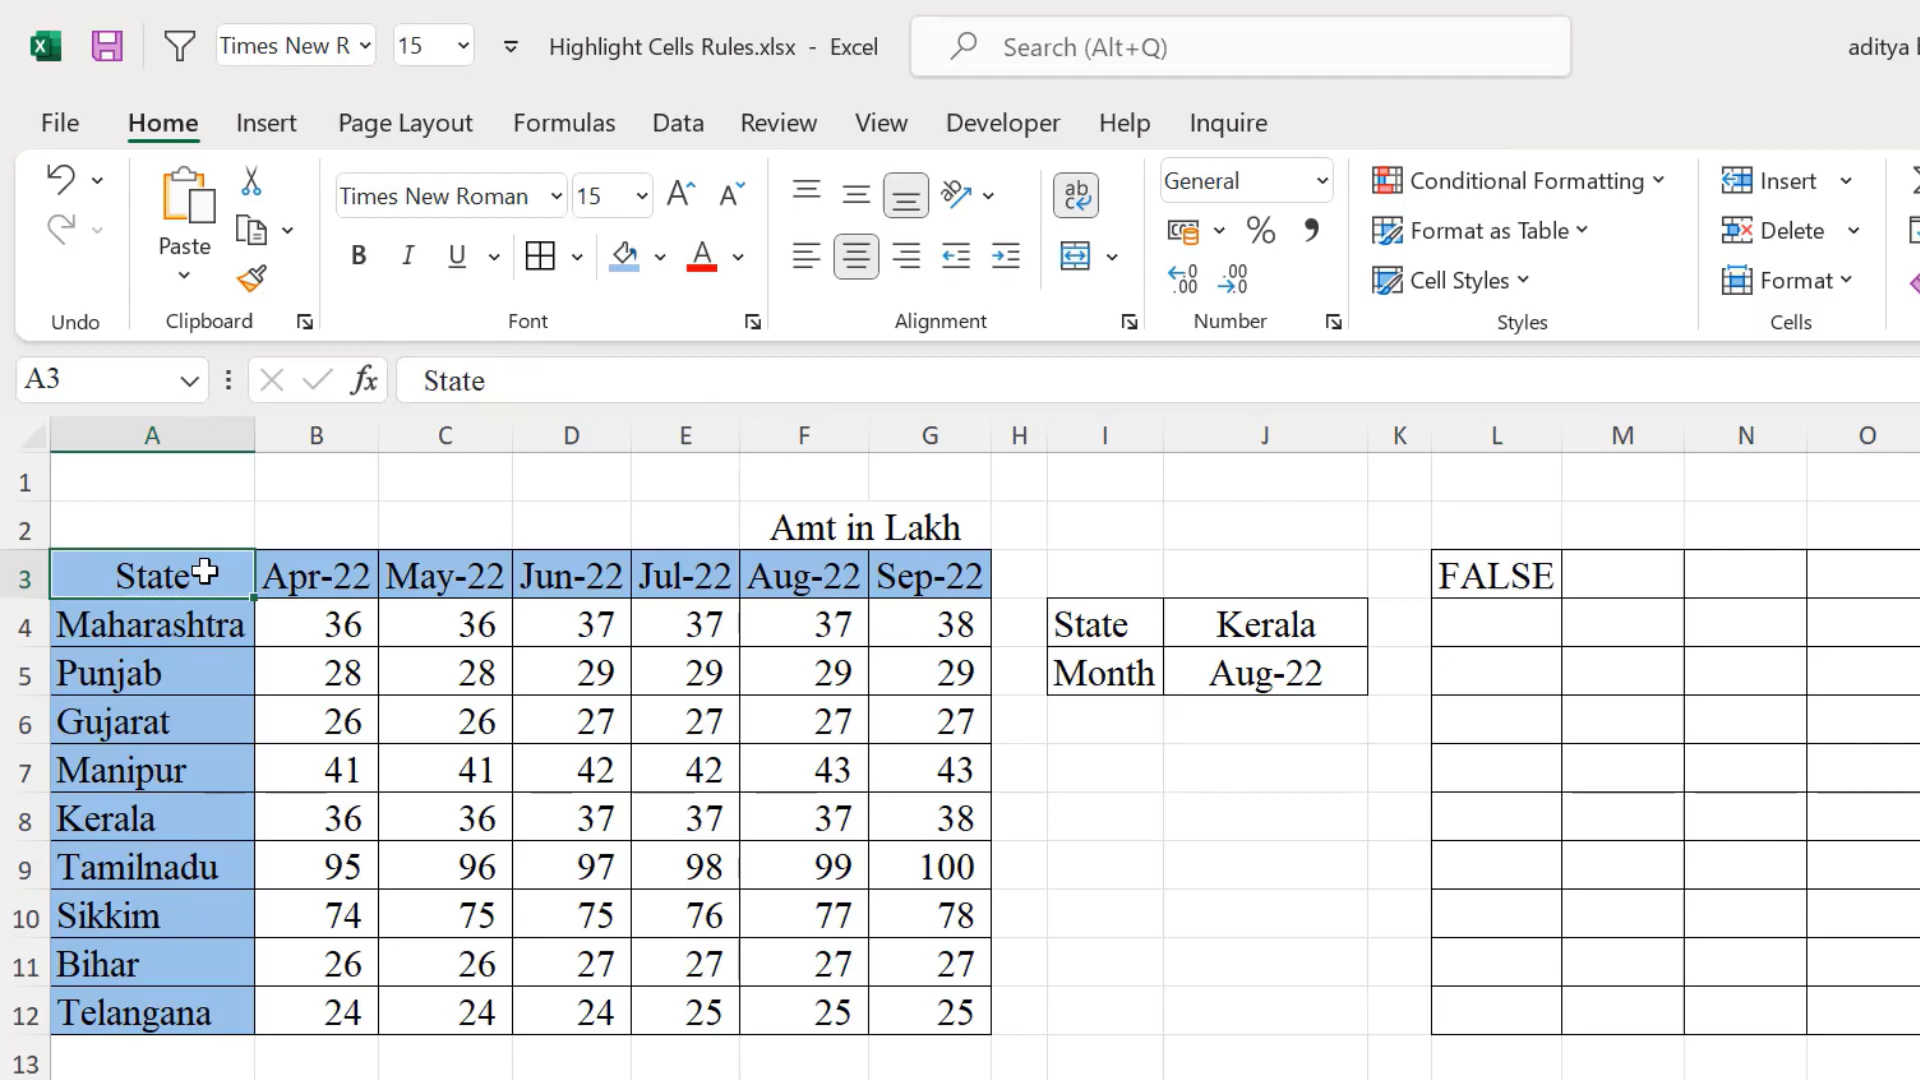 Times New R 15 Highlight Cells Rules.xlsx - Excel Search (Alt+Q) aditya
File Home Insert Page Layout Formulas Data Review View Developer Help Inquire
Times New Roman 15 General Conditional Formatting Insert
Paste B I U A % Format as Table Delete
Cell Styles Format
Undo Clipboard Font Alignment Number Styles Cells
A3 fx State
A B C D E F G H I J K L M N O
1
2 Amt in Lakh
3 State Apr-22 May-22 Jun-22 Jul-22 Aug-22 Sep-22 FALSE
4 Maharashtra 36 36 37 37 37 38 State Kerala
5 Punjab 28 28 29 29 29 29 Month Aug-22
6 Gujarat 26 26 27 27 27 27
7 Manipur 41 41 42 42 43 43
8 Kerala 36 36 37 37 37 38
9 Tamilnadu 95 96 97 98 99 100
10 Sikkim 74 75 75 76 77 78
11 Bihar 26 26 27 27 27 27
12 Telangana 24 24 24 25 25 25
13